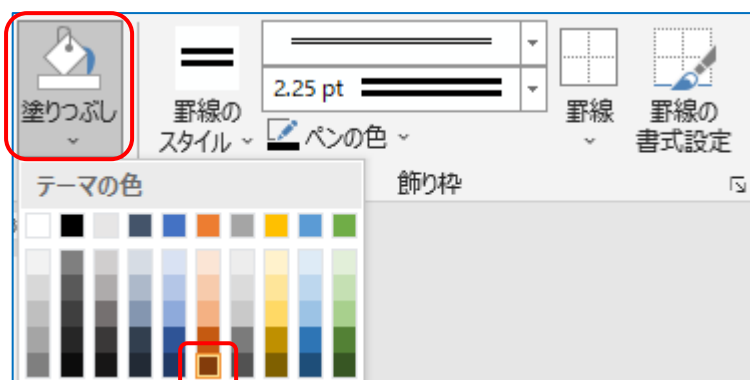 塗りつぶし
罫線の
スタイル
2.25 pt
ペンの色
罫線
罫線の
書式設定
飾り枠
テーマの色